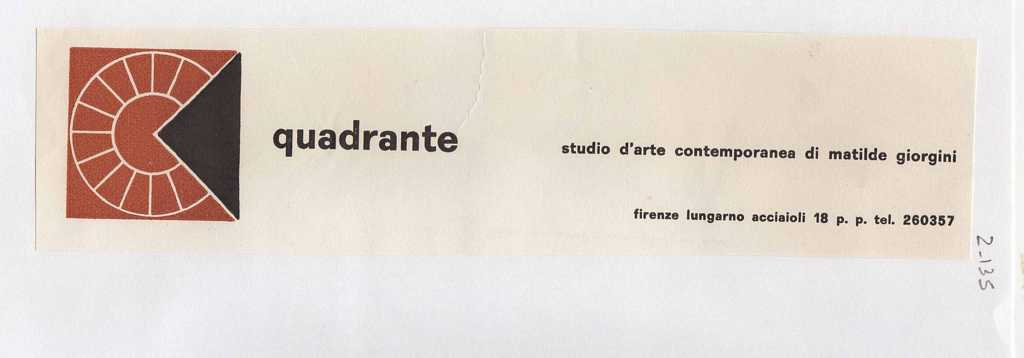 quadrante
studio d'arte contemporanea di matilde giorgini
firenze lungarno acciaioli 18 p. p. tel. 260357
2-135